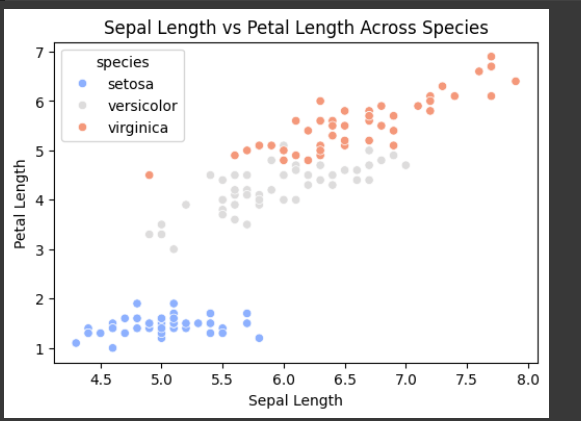 Sepal Length vs Petal Length Across Species
species
setosa
versicolor
virginica
7
6
5
4
3
2
1
Petal Length
4.5 5.0 5.5 6.0 6.5 7.0 7.5 8.0
Sepal Length